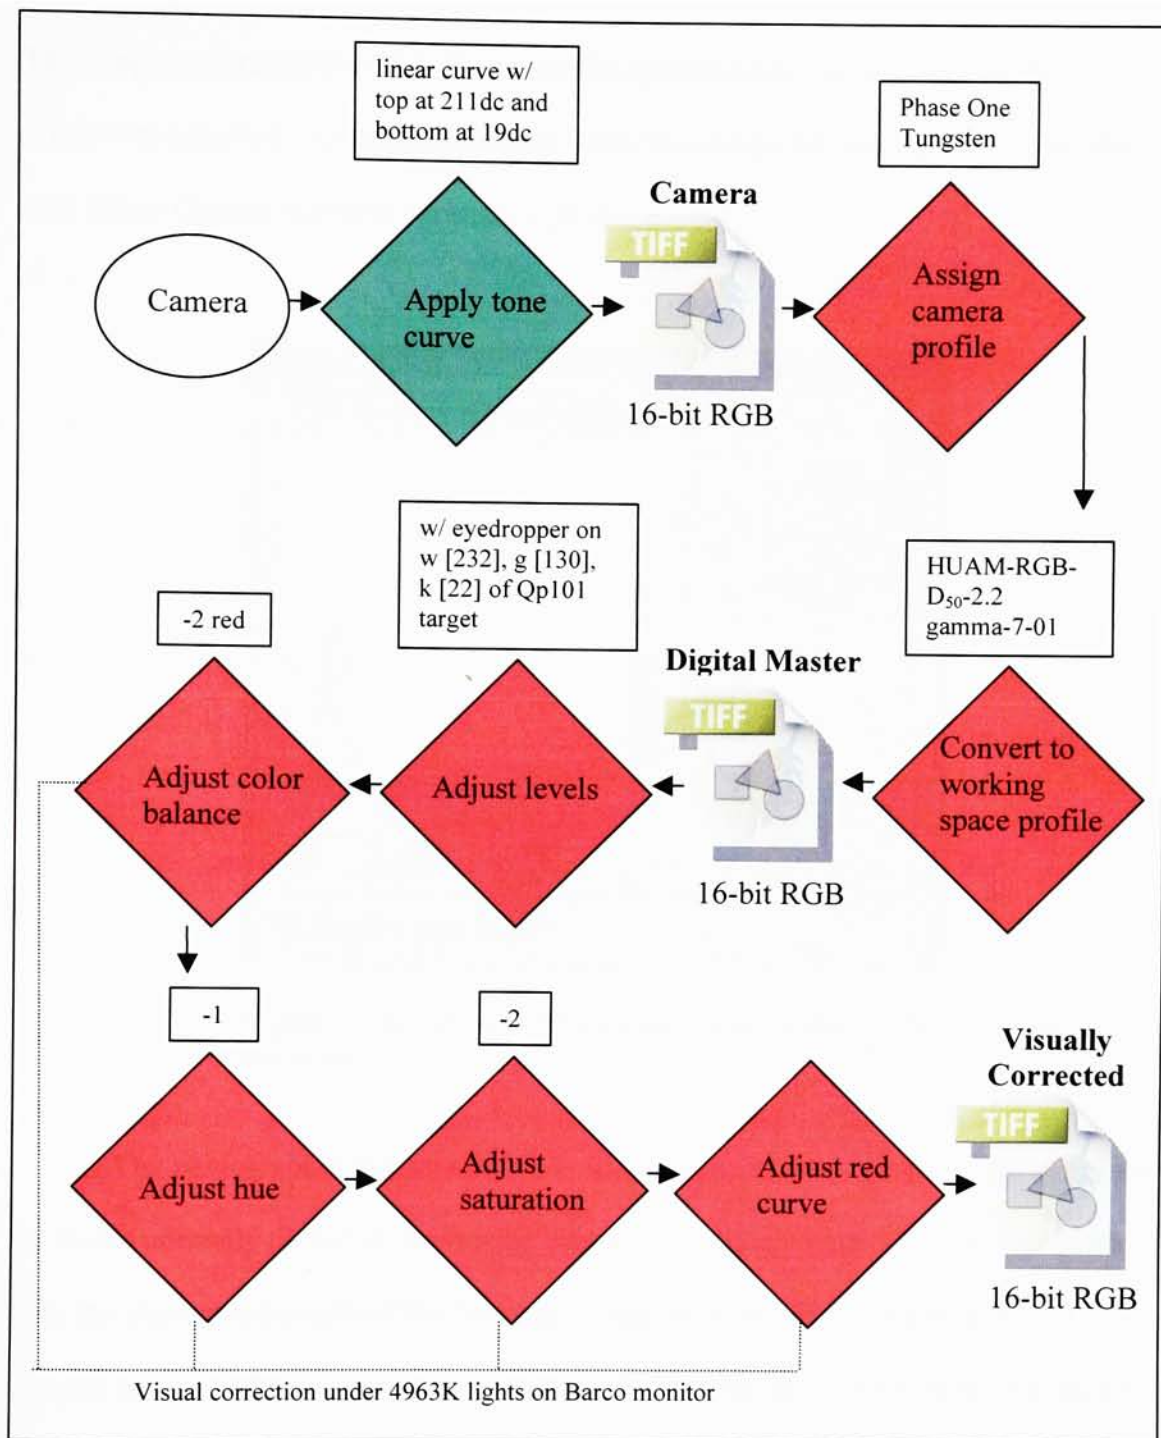 linear curve w/
top at 211dc and
bottom at 19dc
Phase One
Tungsten
Camera
TIFF
Camera
Apply tone
curve
Assign
camera
profile
16-bit RGB
w/ eyedropper on
w [232], g [130],
k [22] of Qp101
target
HUAM-RGB-
D₅₀-2.2
gamma-7-01
-2 red
Digital Master
TIFF
Adjust color
balance
Adjust levels
Convert to
working
space profile
16-bit RGB
-1
-2
Visually
Corrected
TIFF
Adjust hue
Adjust
saturation
Adjust red
curve
16-bit RGB
Visual correction under 4963K lights on Barco monitor